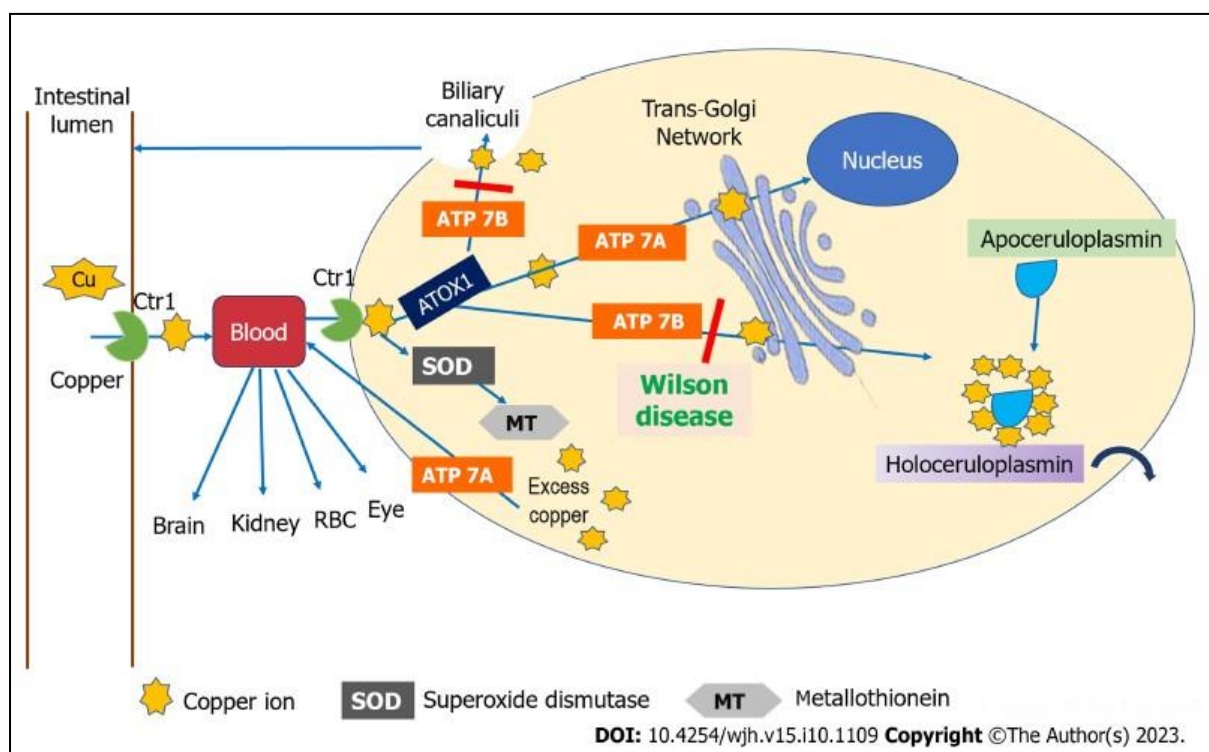 Intestinal
lumen
Biliary
canaliculi
Trans-Golgi
Network
Nucleus
ATP 7B
ATP 7A
Apoceruloplasmin
Cu
Ctr1
Ctr1
ATOX1
Blood
ATP 7B
Copper
SOD
Wilson
disease
MT
Holoceruloplasmin
ATP 7A
Excess
copper
Brain
Kidney
RBC
Eye
Copper ion
SOD
Superoxide dismutase
MT
Metallothionein
DOI: 10.4254/wjh.v15.i10.1109 Copyright ©The Author(s) 2023.